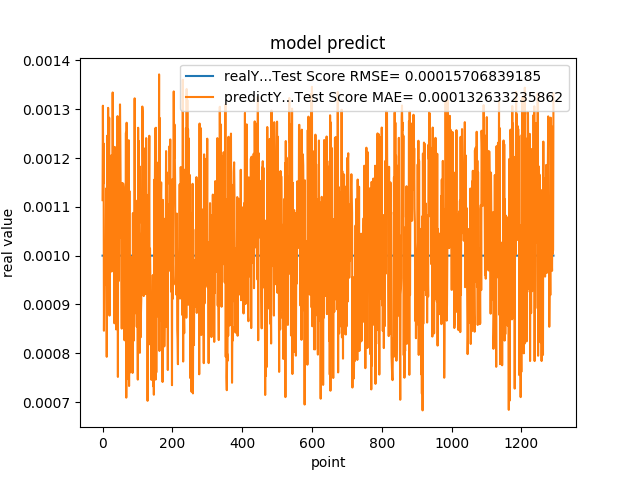 model predict
realY...Test Score RMSE= 0.00015706839185
predictY...Test Score MAE= 0.000132633235862
real value
0.0014
0.0013
0.0012
0.0011
0.0010
0.0009
0.0008
0.0007
0 200 400 600 800 1000 1200
point